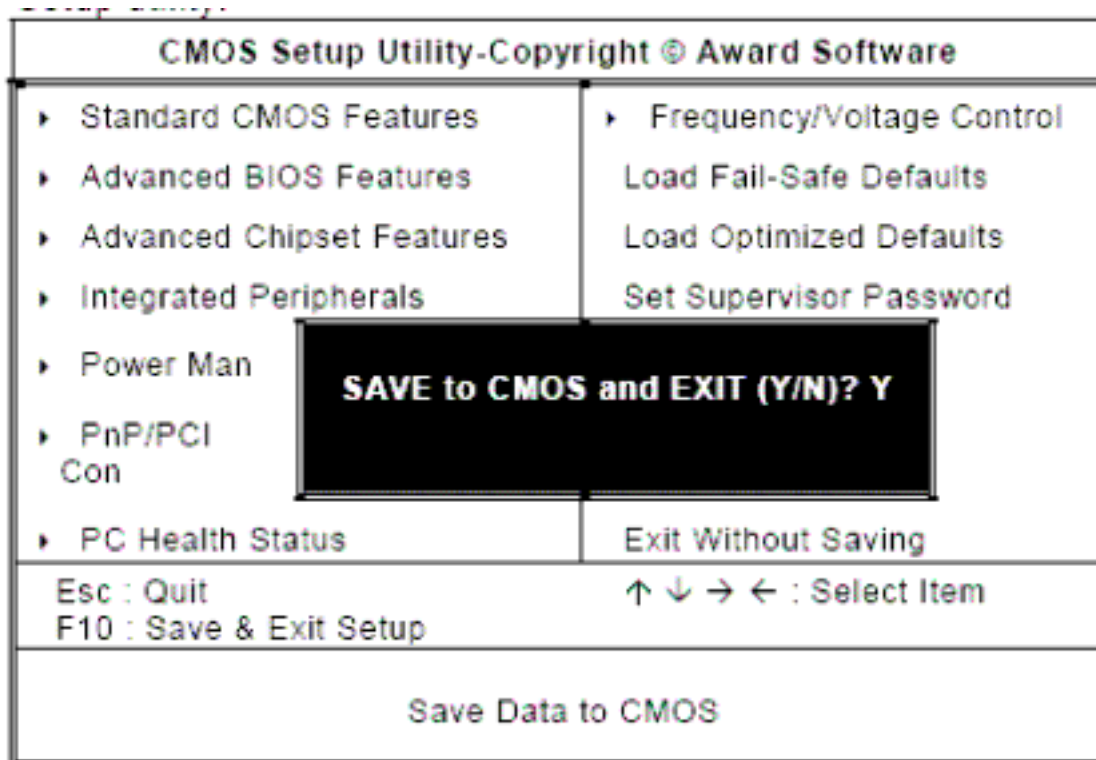 CMOS Setup Utility-Copyright © Award Software
▸ Standard CMOS Features
▸ Advanced BIOS Features
▸ Advanced Chipset Features
▸ Integrated Peripherals
▸ Power Man
▸ PnP/PCI
Con
▸ PC Health Status
▸ Frequency/Voltage Control
Load Fail-Safe Defaults
Load Optimized Defaults
Set Supervisor Password
Exit Without Saving
SAVE to CMOS and EXIT (Y/N)? Y
Esc : Quit
F10 : Save & Exit Setup
↑ ↓ → ← : Select Item
Save Data to CMOS